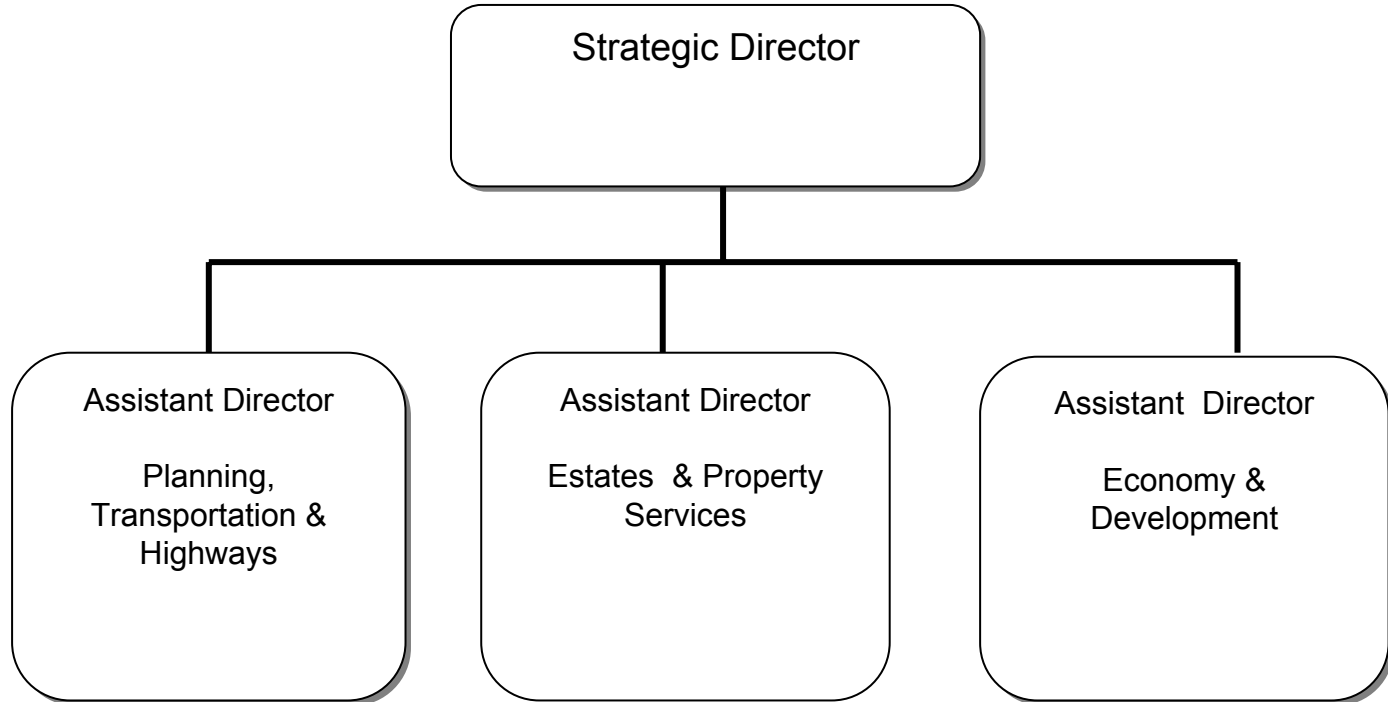 Strategic Director
Assistant Director
Planning,
Transportation &
Highways
Assistant Director
Estates & Property
Services
Assistant Director
Economy &
Development